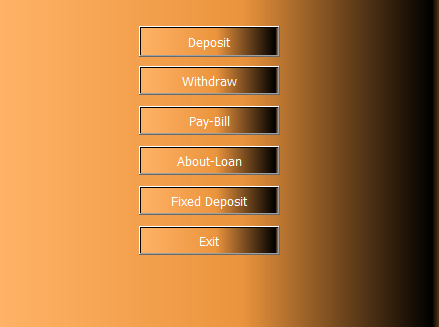 Deposit
Withdraw
Pay-Bill
About-Loan
Fixed Deposit
Exit